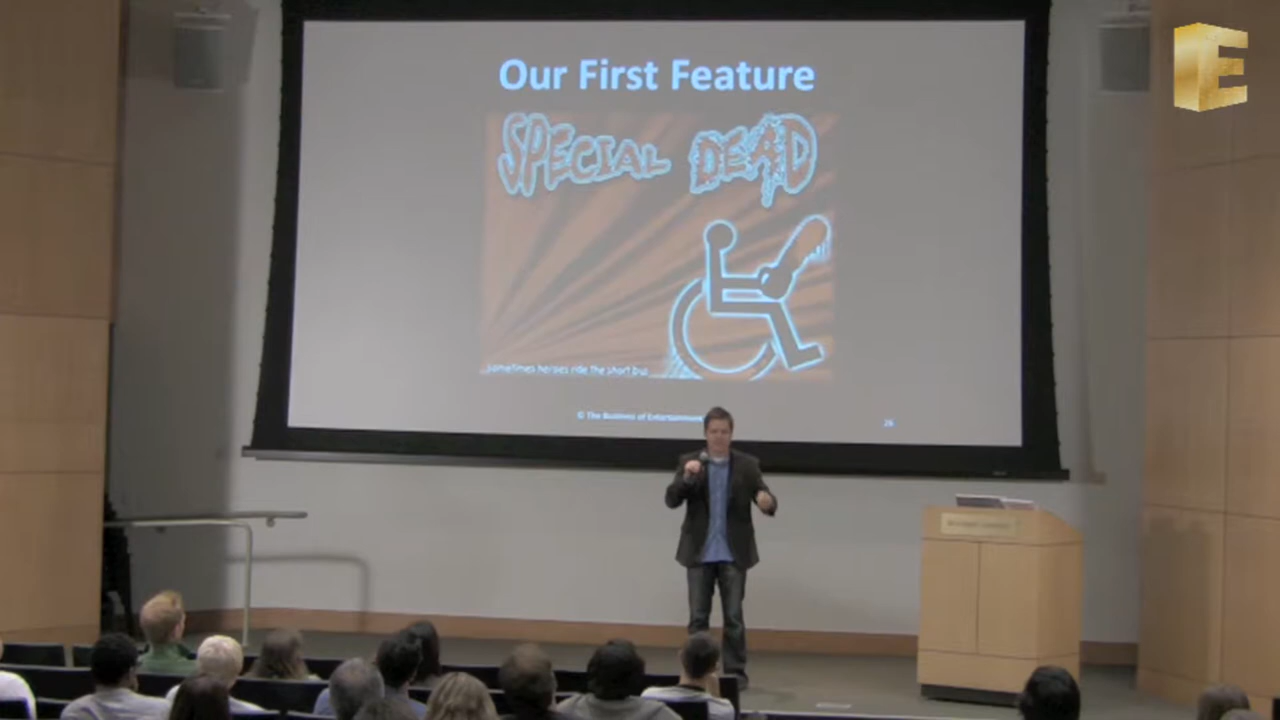 Our First Feature
SPECIAL DEAD
Sometimes heroes ride the short bus
© The Business of Entertainment
26
E